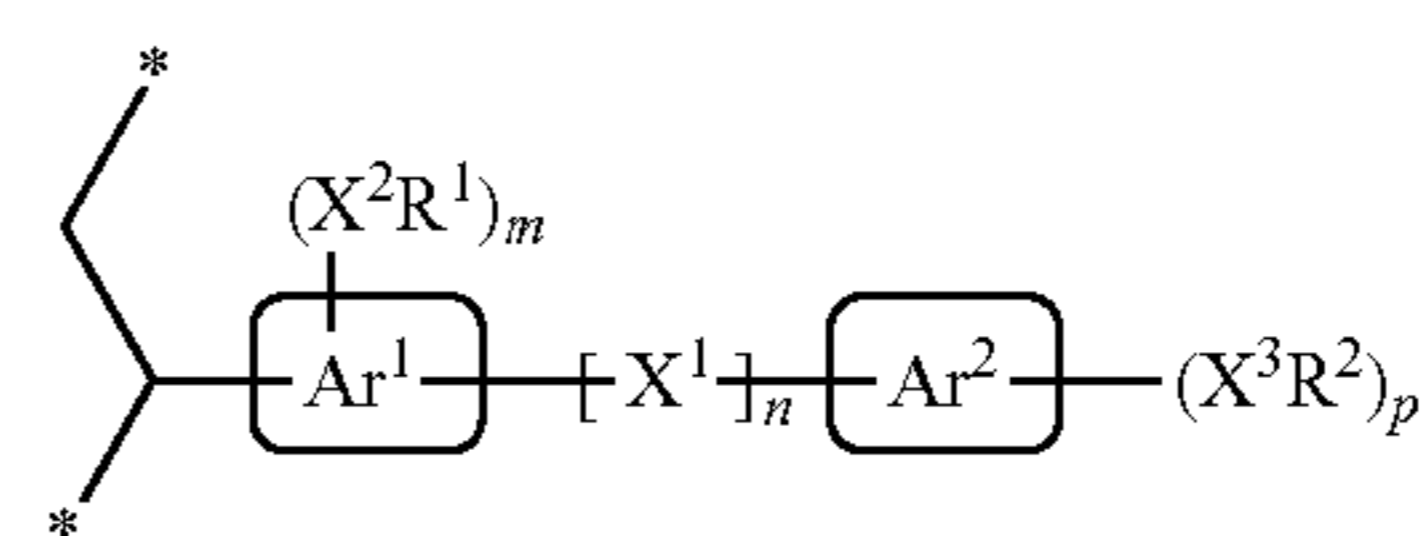 *
(X²R¹)ₘ
Ar¹ [ X¹ ]ₙ Ar² (X³R²)ₚ
*